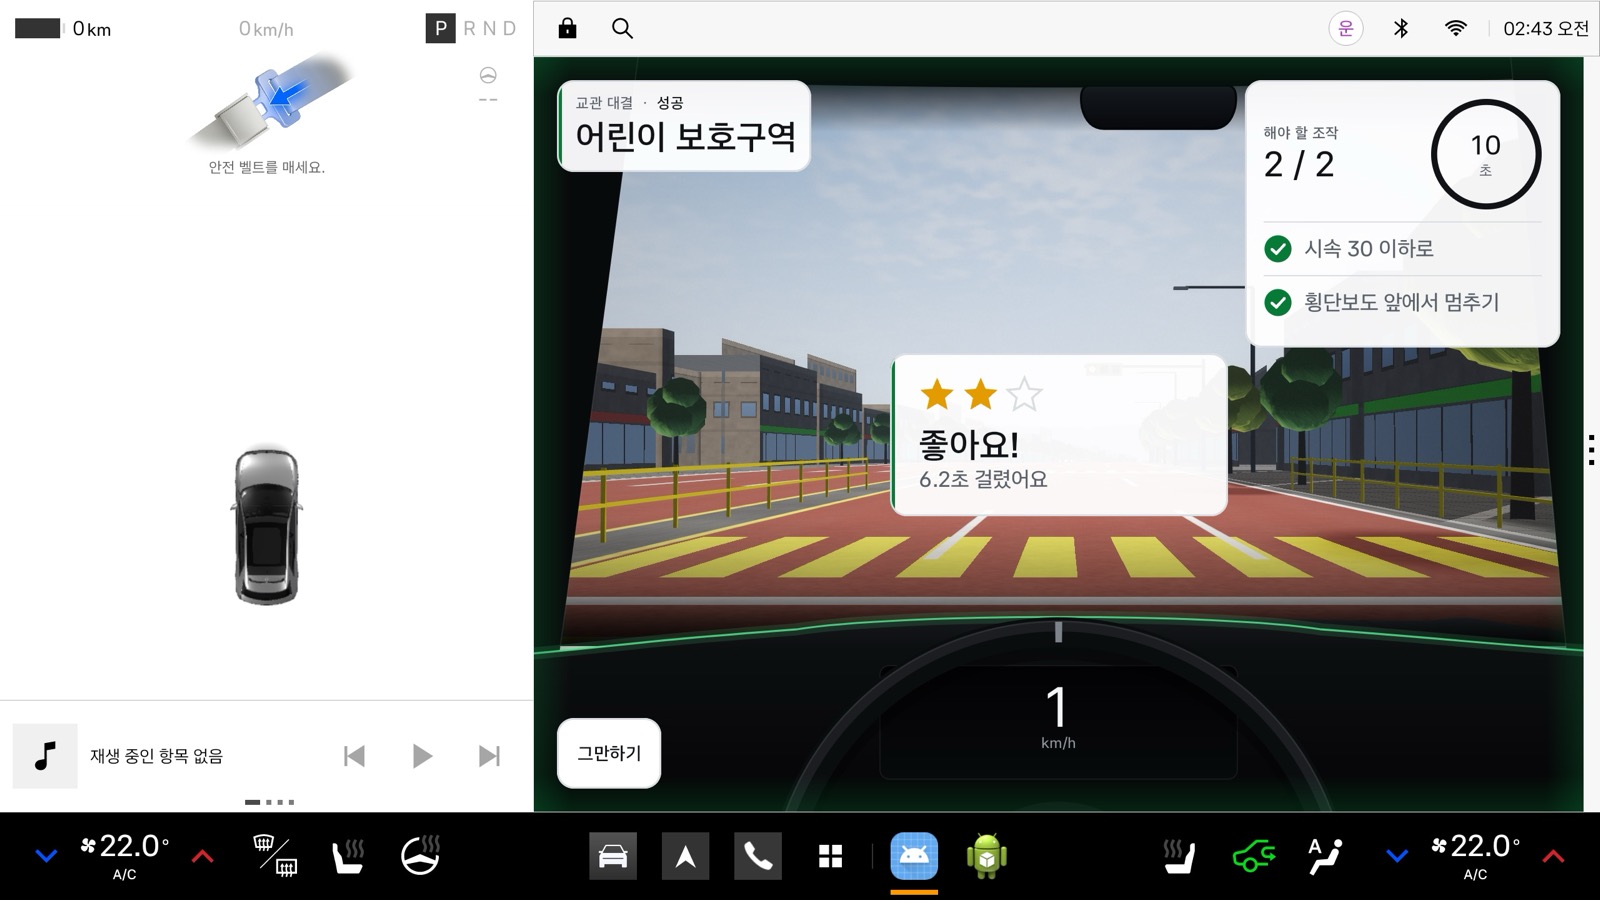 0 km
0 km/h
P R N D
--
안전 벨트를 매세요.
재생 중인 항목 없음
운
02:43 오전
교관 대결 · 성공
어린이 보호구역
해야 할 조작
2 / 2
10
초
시속 30 이하로
횡단보도 앞에서 멈추기
좋아요!
6.2초 걸렸어요
1
km/h
그만하기
22.0°
A/C
A
22.0°
A/C